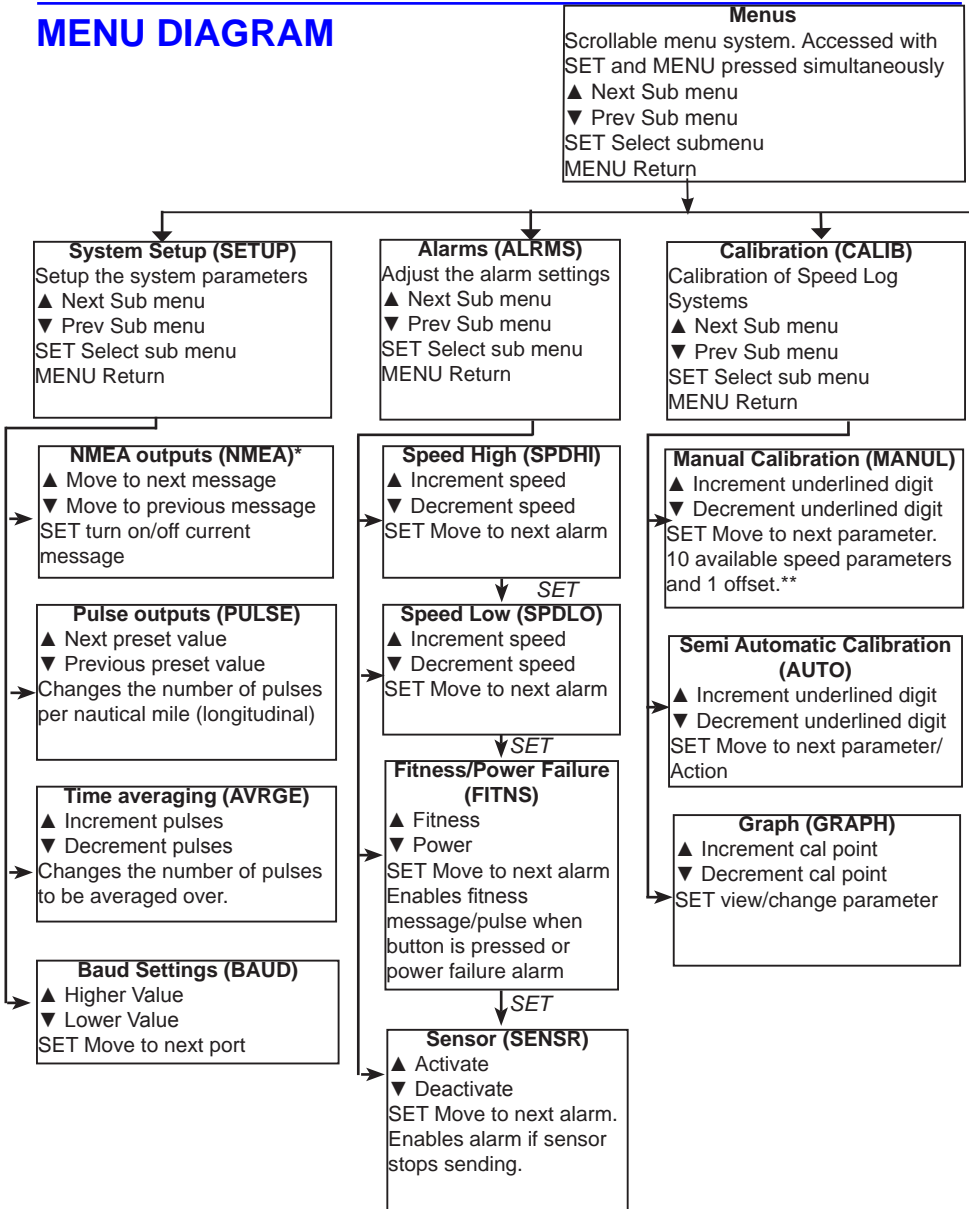 MENU DIAGRAM
Menus
Scrollable menu system. Accessed with
SET and MENU pressed simultaneously
▲ Next Sub menu
▼ Prev Sub menu
SET Select submenu
MENU Return
System Setup (SETUP)
Setup the system parameters
▲ Next Sub menu
▼ Prev Sub menu
SET Select sub menu
MENU Return
NMEA outputs (NMEA)*
▲ Move to next message
▼ Move to previous message
SET turn on/off current
message
Pulse outputs (PULSE)
▲ Next preset value
▼ Previous preset value
Changes the number of pulses
per nautical mile (longitudinal)
Time averaging (AVRGE)
▲ Increment pulses
▼ Decrement pulses
Changes the number of pulses
to be averaged over.
Baud Settings (BAUD)
▲ Higher Value
▼ Lower Value
SET Move to next port
Alarms (ALRMS)
Adjust the alarm settings
▲ Next Sub menu
▼ Prev Sub menu
SET Select sub menu
MENU Return
Speed High (SPDHI)
▲ Increment speed
▼ Decrement speed
SET Move to next alarm
SET
Speed Low (SPDLO)
▲ Increment speed
▼ Decrement speed
SET Move to next alarm
SET
Fitness/Power Failure
(FITNS)
▲ Fitness
▼ Power
SET Move to next alarm
Enables fitness
message/pulse when
button is pressed or
power failure alarm
SET
Sensor (SENSR)
▲ Activate
▼ Deactivate
SET Move to next alarm.
Enables alarm if sensor
stops sending.
Calibration (CALIB)
Calibration of Speed Log
Systems
▲ Next Sub menu
▼ Prev Sub menu
SET Select sub menu
MENU Return
Manual Calibration (MANUL)
▲ Increment underlined digit
▼ Decrement underlined digit
SET Move to next parameter.
10 available speed parameters
and 1 offset.**
Semi Automatic Calibration
(AUTO)
▲ Increment underlined digit
▼ Decrement underlined digit
SET Move to next parameter/
Action
Graph (GRAPH)
▲ Increment cal point
▼ Decrement cal point
SET view/change parameter